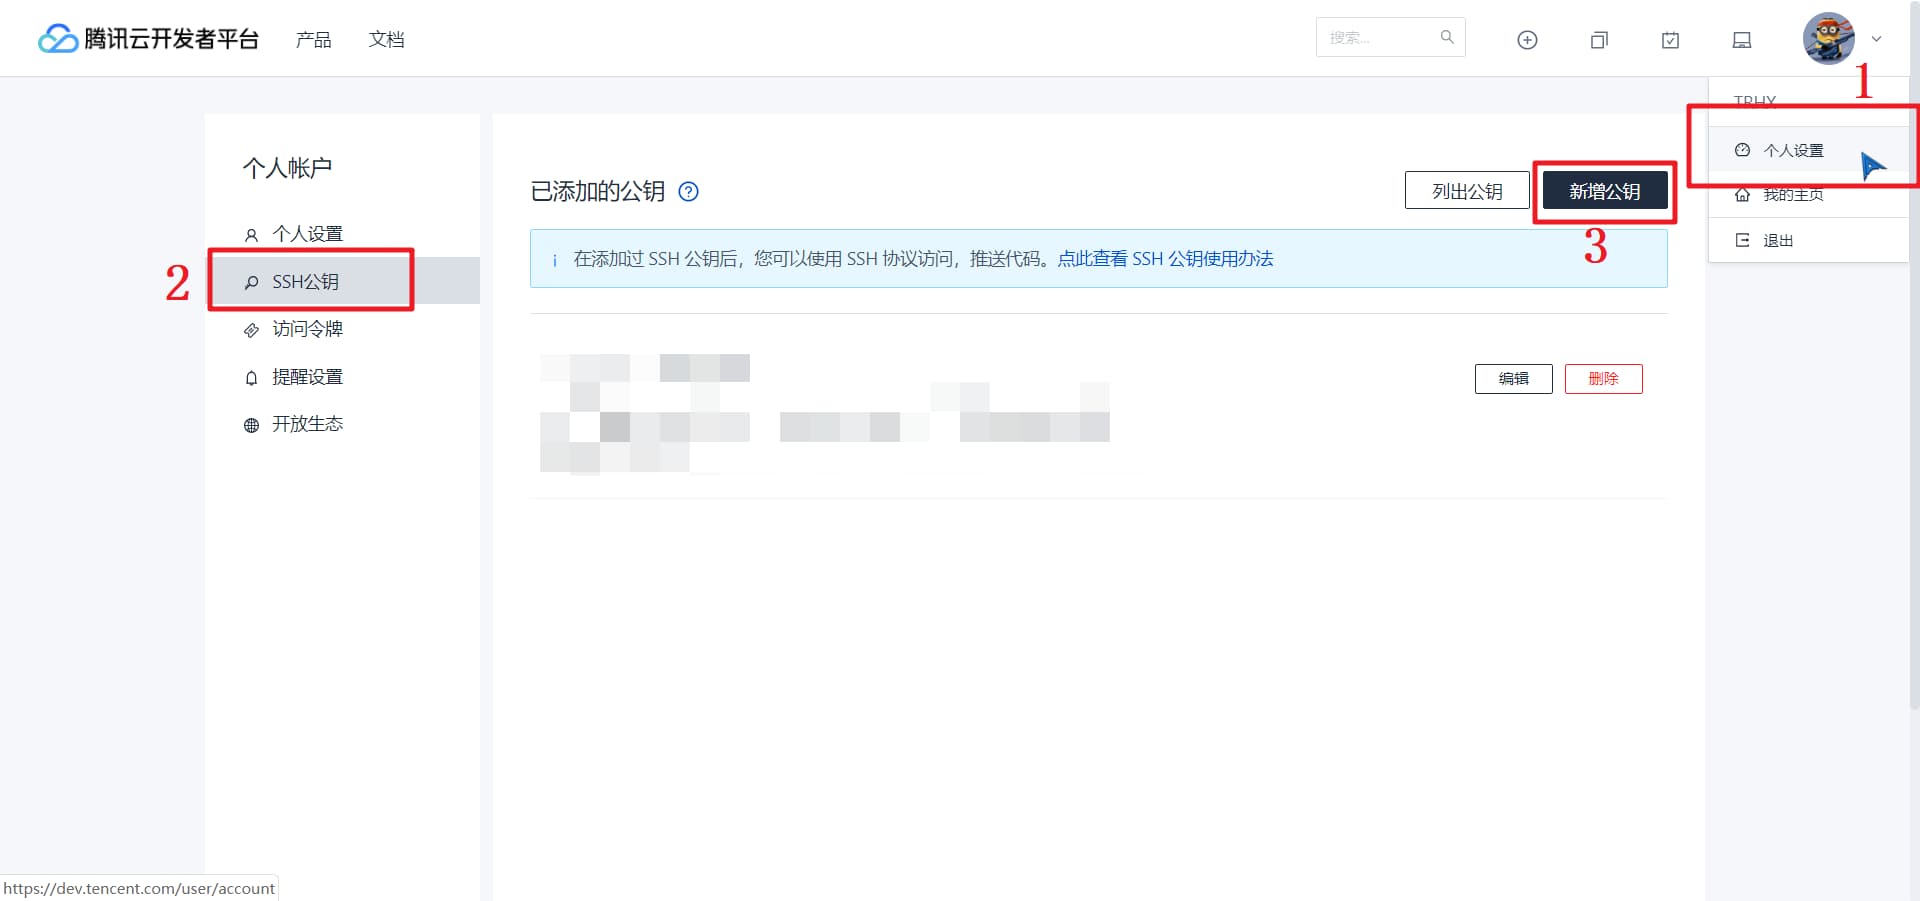 腾讯云开发者平台 产品 文档 搜索...
1
TRHX
个人设置
我的主页
退出
个人帐户
个人设置
2 SSH公钥
访问令牌
提醒设置
开放生态
已添加的公钥 ? 列出公钥 新增公钥
3
i 在添加过 SSH 公钥后，您可以使用 SSH 协议访问，推送代码。点此查看 SSH 公钥使用办法
编辑 删除
https://dev.tencent.com/user/account